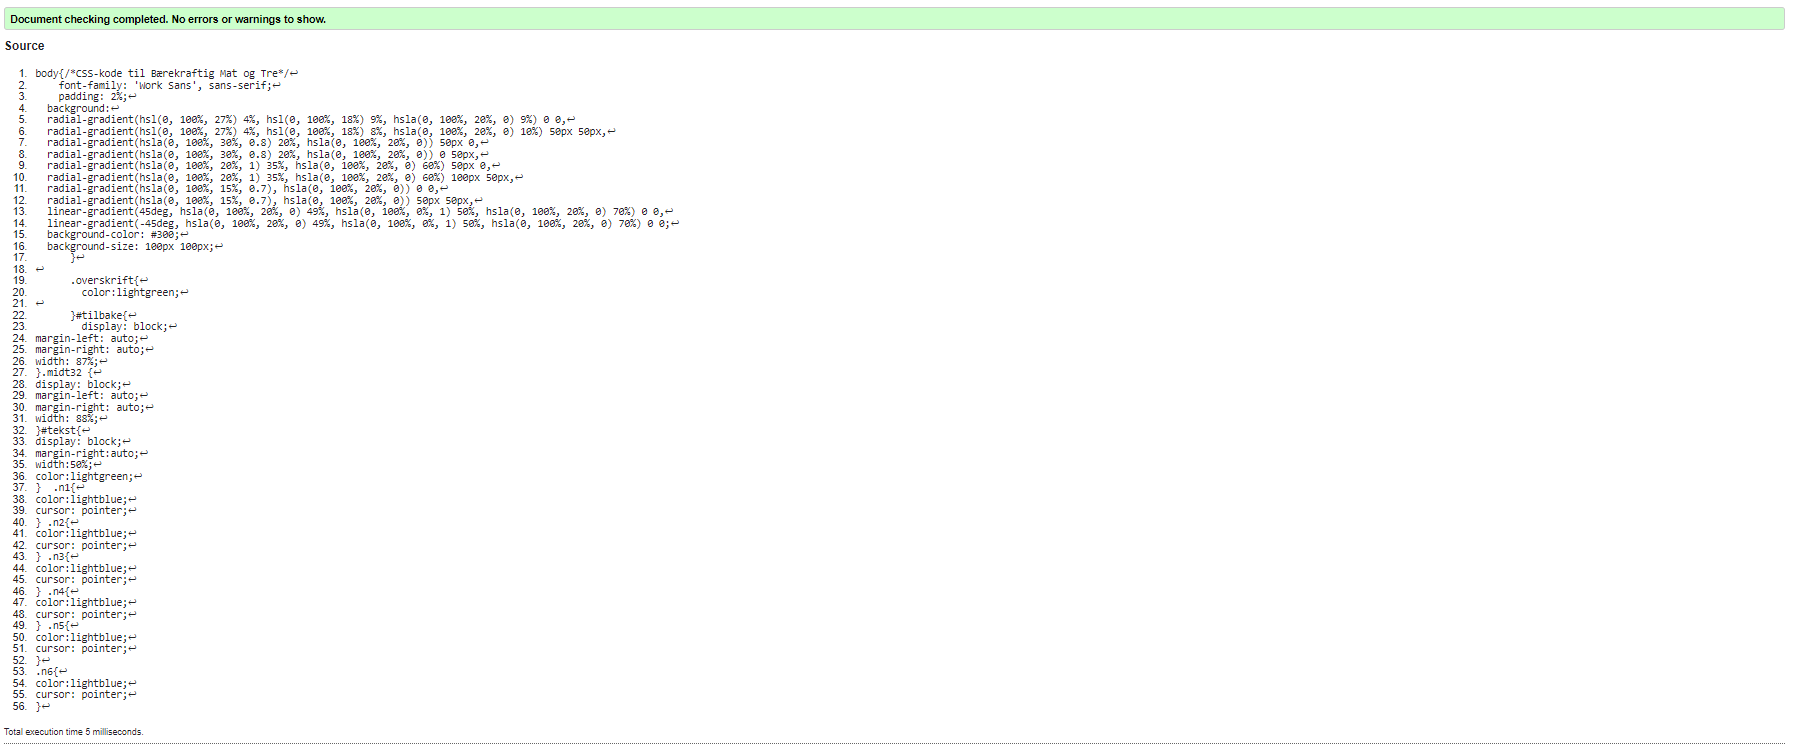 Document checking completed. No errors or warnings to show.
Source
1. body{/*CSS-kode til Bærekraftig Mat og Tre*/↩
2. font-family: 'Work Sans', sans-serif;↩
3. padding: 2%;↩
4. background:↩
5. radial-gradient(hsl(0, 100%, 27%) 4%, hsl(0, 100%, 18%) 9%, hsla(0, 100%, 20%, 0) 9%) 0 0,↩
6. radial-gradient(hsl(0, 100%, 27%) 4%, hsl(0, 100%, 18%) 8%, hsla(0, 100%, 20%, 0) 10%) 50px 50px,↩
7. radial-gradient(hsla(0, 100%, 30%, 0.8) 20%, hsla(0, 100%, 20%, 0)) 50px 0,↩
8. radial-gradient(hsla(0, 100%, 30%, 0.8) 20%, hsla(0, 100%, 20%, 0)) 0 50px,↩
9. radial-gradient(hsla(0, 100%, 20%, 1) 35%, hsla(0, 100%, 20%, 0) 60%) 50px 0,↩
10. radial-gradient(hsla(0, 100%, 20%, 1) 35%, hsla(0, 100%, 20%, 0) 60%) 100px 50px,↩
11. radial-gradient(hsla(0, 100%, 15%, 0.7), hsla(0, 100%, 20%, 0)) 0 0,↩
12. radial-gradient(hsla(0, 100%, 15%, 0.7), hsla(0, 100%, 20%, 0)) 50px 50px,↩
13. linear-gradient(45deg, hsla(0, 100%, 20%, 0) 49%, hsla(0, 100%, 0%, 1) 50%, hsla(0, 100%, 20%, 0) 70%) 0 0,↩
14. linear-gradient(-45deg, hsla(0, 100%, 20%, 0) 49%, hsla(0, 100%, 0%, 1) 50%, hsla(0, 100%, 20%, 0) 70%) 0 0;↩
15. background-color: #300;↩
16. background-size: 100px 100px;↩
17. }↩
18. ↩
19. .overskrift{↩
20. color:lightgreen;↩
21. ↩
22. }#tilbake{↩
23. display: block;↩
24. margin-left: auto;↩
25. margin-right: auto;↩
26. width: 87%;↩
27. }.midt32 {↩
28. display: block;↩
29. margin-left: auto;↩
30. margin-right: auto;↩
31. width: 88%;↩
32. }#tekst{↩
33. display: block;↩
34. margin-right:auto;↩
35. width:50%;↩
36. color:lightgreen;↩
37. } .n1{↩
38. color:lightblue;↩
39. cursor: pointer;↩
40. } .n2{↩
41. color:lightblue;↩
42. cursor: pointer;↩
43. } .n3{↩
44. color:lightblue;↩
45. cursor: pointer;↩
46. } .n4{↩
47. color:lightblue;↩
48. cursor: pointer;↩
49. } .n5{↩
50. color:lightblue;↩
51. cursor: pointer;↩
52. }↩
53. .n6{↩
54. color:lightblue;↩
55. cursor: pointer;↩
56. }↩
Total execution time 5 milliseconds.